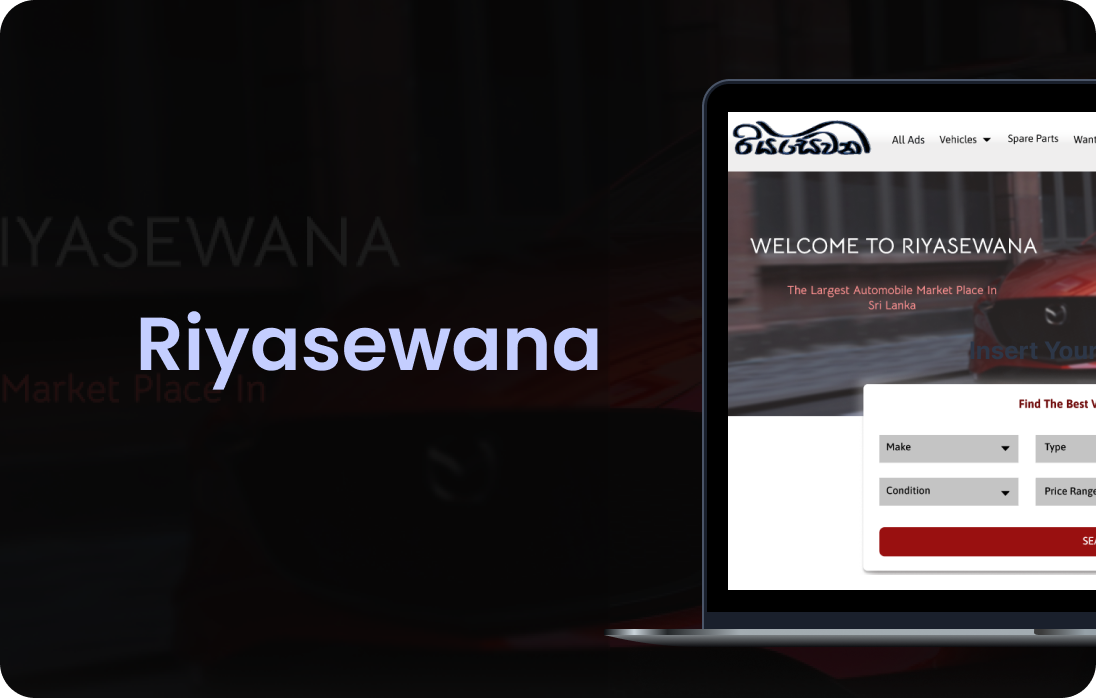 රියසෙවන
All Ads Vehicles Spare Parts Want
WELCOME TO RIYASEWANA
The Largest Automobile Market Place In
Sri Lanka
Insert Your
Find The Best V
Make Type
Condition Price Range
SEA
IYASEWANA
Riyasewana
Market Place In